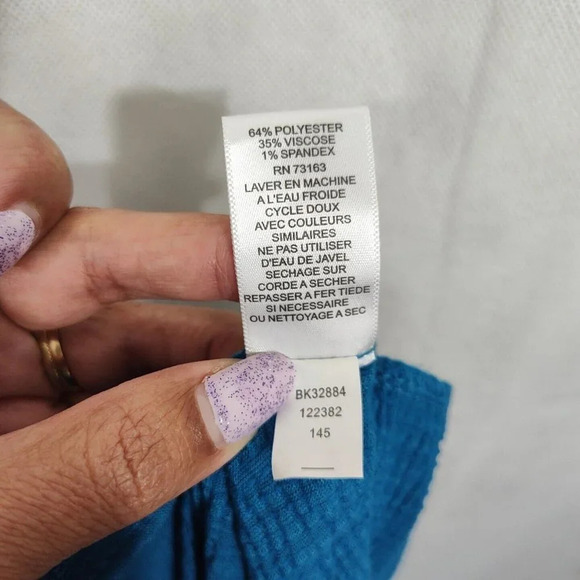 64% POLYESTER
35% VISCOSE
1% SPANDEX
RN 73163
LAVER EN MACHINE
A L'EAU FROIDE
CYCLE DOUX
AVEC COULEURS
SIMILAIRES
NE PAS UTILISER
D'EAU DE JAVEL
SECHAGE SUR
CORDE A SECHER
REPASSER A FER TIEDE
SI NECESSAIRE
OU NETTOYAGE A SEC
BK32884
122382
145